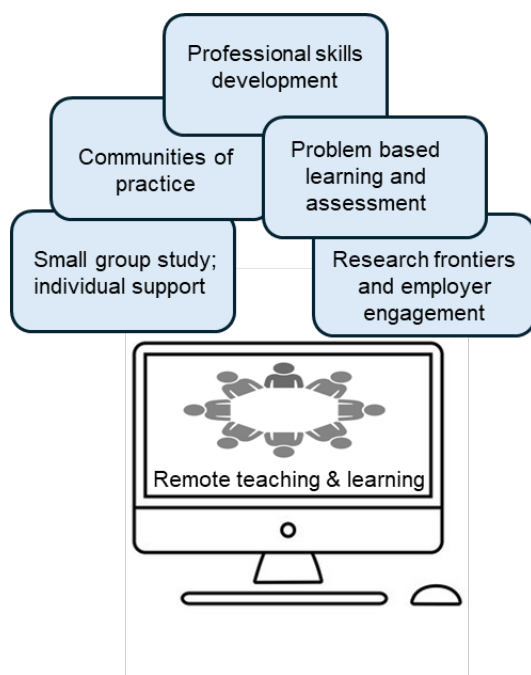 Professional skills
development
Communities of
practice
Problem based
learning and
assessment
Small group study;
individual support
Research frontiers
and employer
engagement
Remote teaching & learning